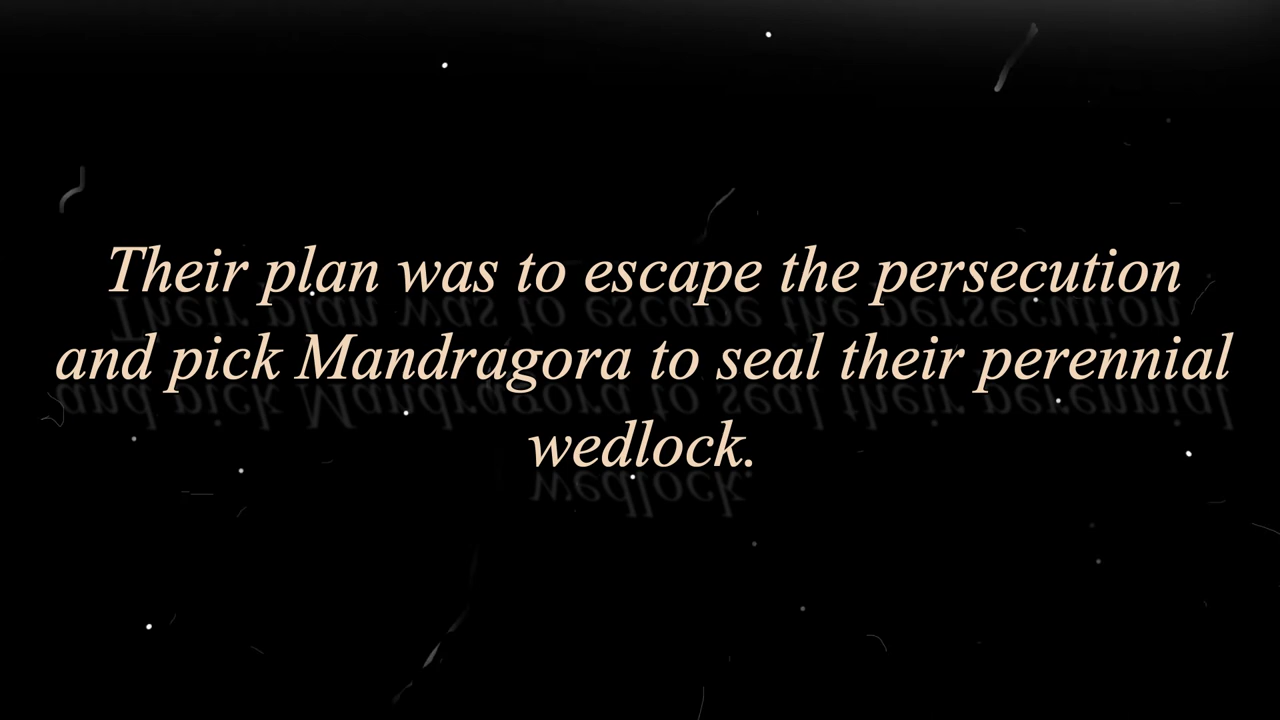 Their plan was to escape the persecution
and pick Mandragora to seal their perennial
wedlock.